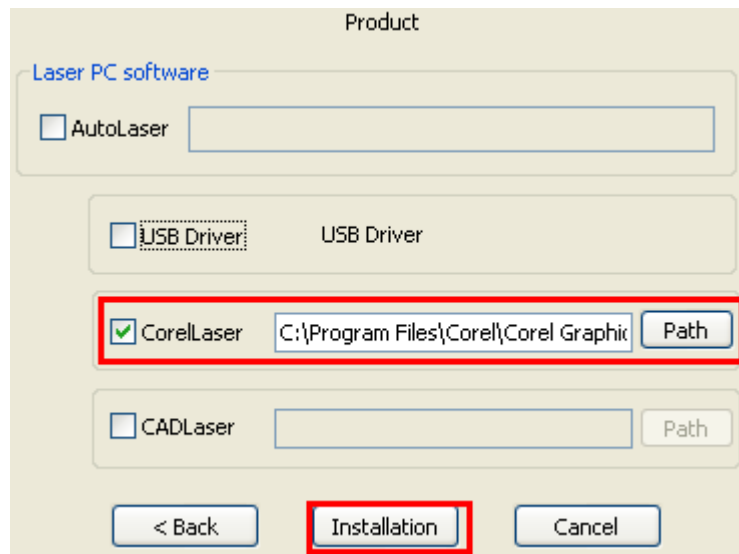 Product
Laser PC software
AutoLaser
USB Driver USB Driver
CorelLaser C:\Program Files\Corel\Corel Graphic Path
CADLaser Path
< Back Installation Cancel